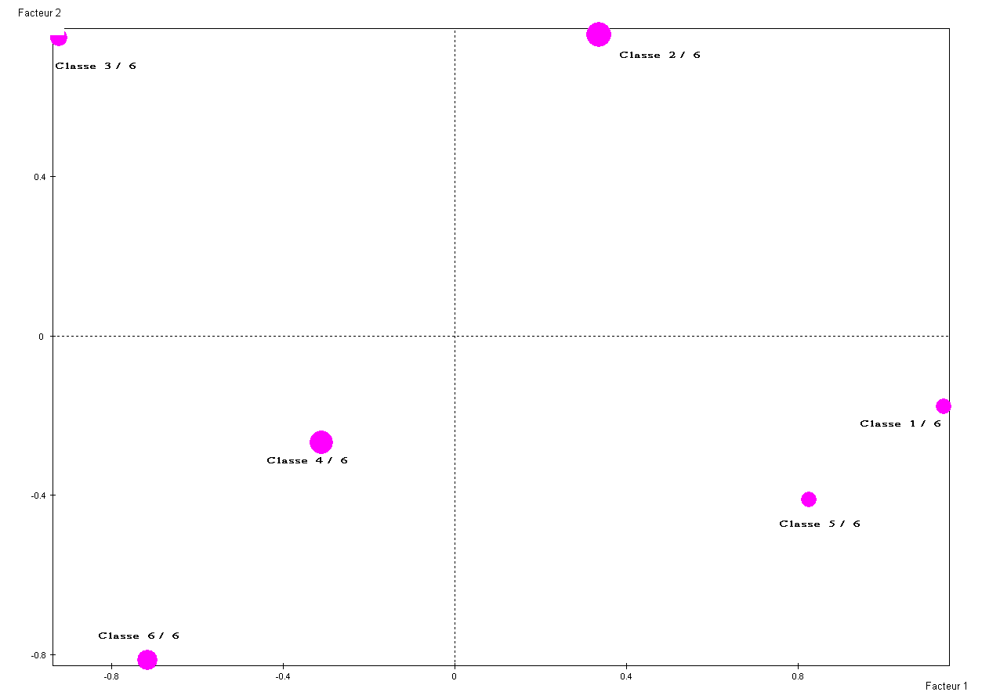 Facteur 2
Classe 2 / 6
Classe 3 / 6
0.4
0
Classe 1 / 6
Classe 4 / 6
-0.4
Classe 5 / 6
Classe 6 / 6
-0.8
-0.8 -0.4 0 0.4 0.8
Facteur 1